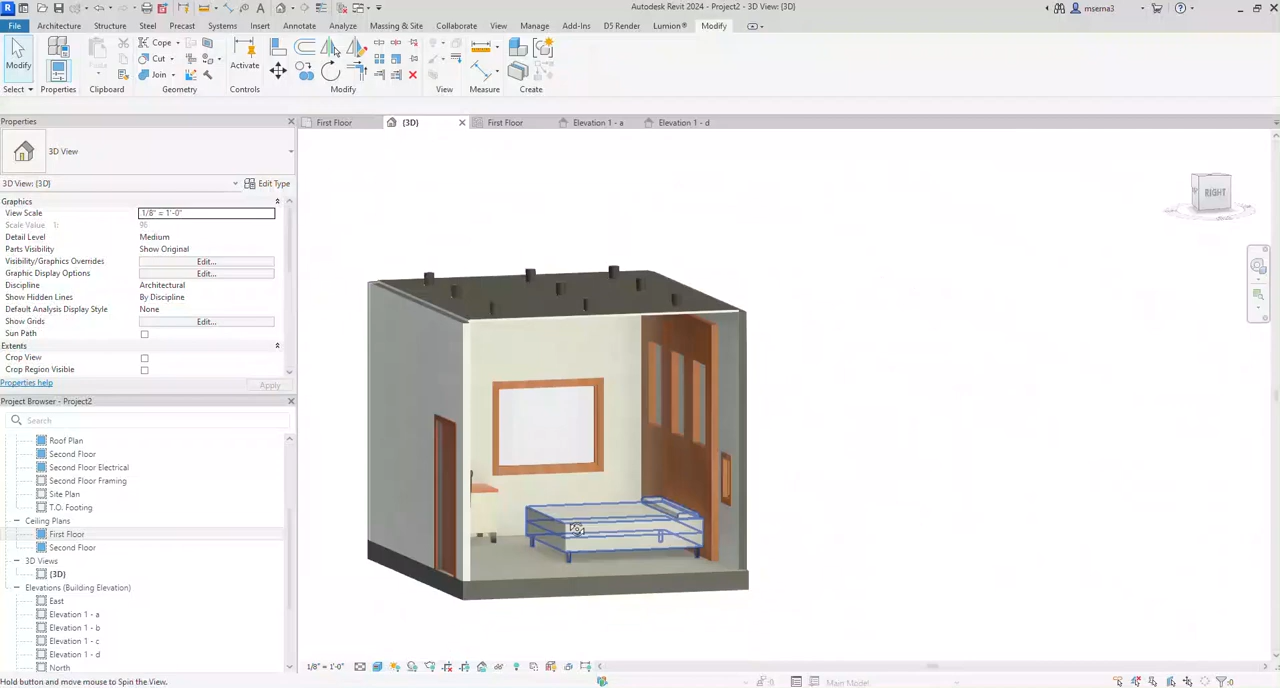 Autodesk Revit 2024 - Project2 - 3D View: {3D}
mserna3
File Architecture Structure Steel Precast Systems Insert Annotate Analyze Massing & Site Collaborate View Manage Add-Ins D5 Render Lumion® Modify
Modify Activate Cope Cut Join
Select Properties Clipboard Geometry Controls Modify View Measure Create
Properties
First Floor {3D} First Floor Elevation 1 - a Elevation 1 - d
3D View
3D View: {3D} Edit Type
Graphics
View Scale 1/8" = 1'-0"
Scale Value 1: 96
Detail Level Medium
Parts Visibility Show Original
Visibility/Graphics Overrides Edit...
Graphic Display Options Edit...
Discipline Architectural
Show Hidden Lines By Discipline
Default Analysis Display Style None
Show Grids Edit...
Sun Path
Extents
Crop View
Crop Region Visible
Properties help Apply
Project Browser - Project2
Search
Roof Plan
Second Floor
Second Floor Electrical
Second Floor Framing
Site Plan
T.O. Footing
Ceiling Plans
First Floor
Second Floor
3D Views
{3D}
Elevations (Building Elevation)
East
Elevation 1 - a
Elevation 1 - b
Elevation 1 - c
Elevation 1 - d
North
RIGHT
1/8" = 1'-0"
Hold button and move mouse to Spin the View.
:0
Main Model
:0